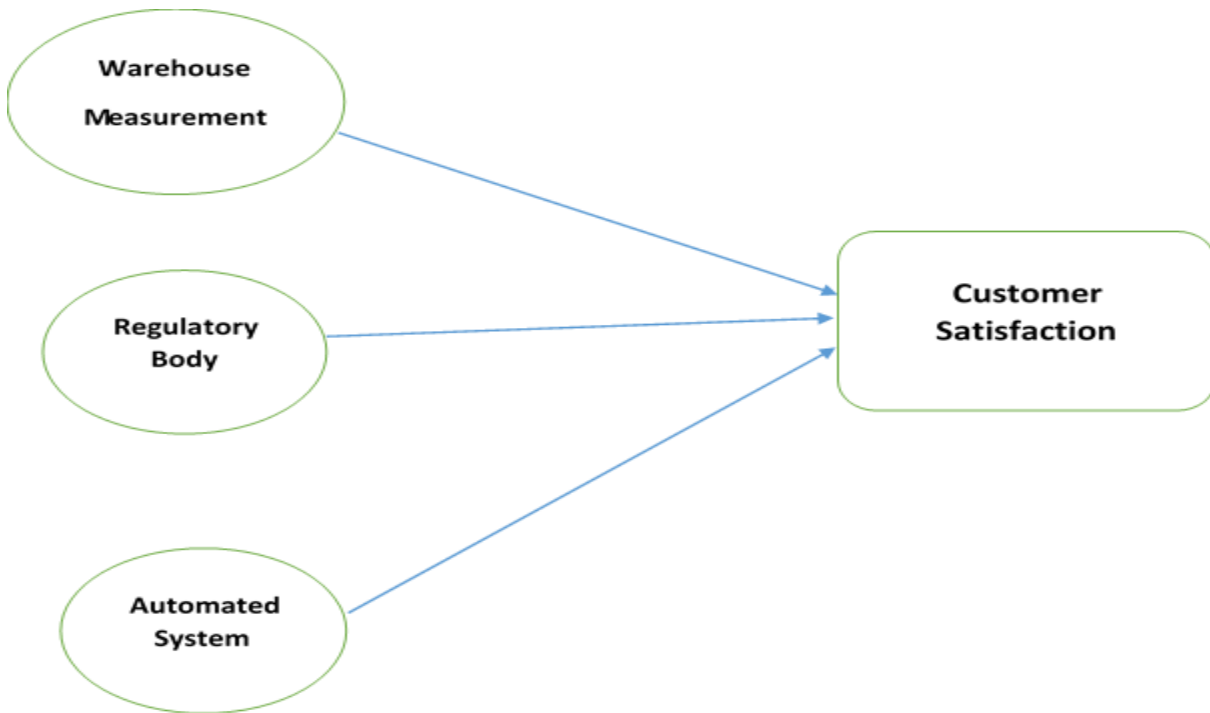 Warehouse
Measurement
Regulatory
Body
Automated
System
Customer
Satisfaction